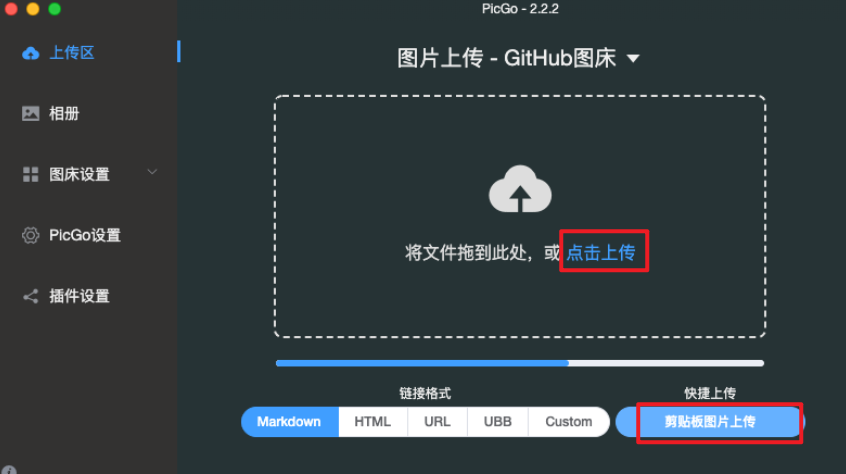 PicGo - 2.2.2
上传区
相册
图床设置
PicGo设置
插件设置
图片上传 - GitHub图床
将文件拖到此处，或 点击上传
链接格式
Markdown HTML URL UBB Custom
快捷上传
剪贴板图片上传